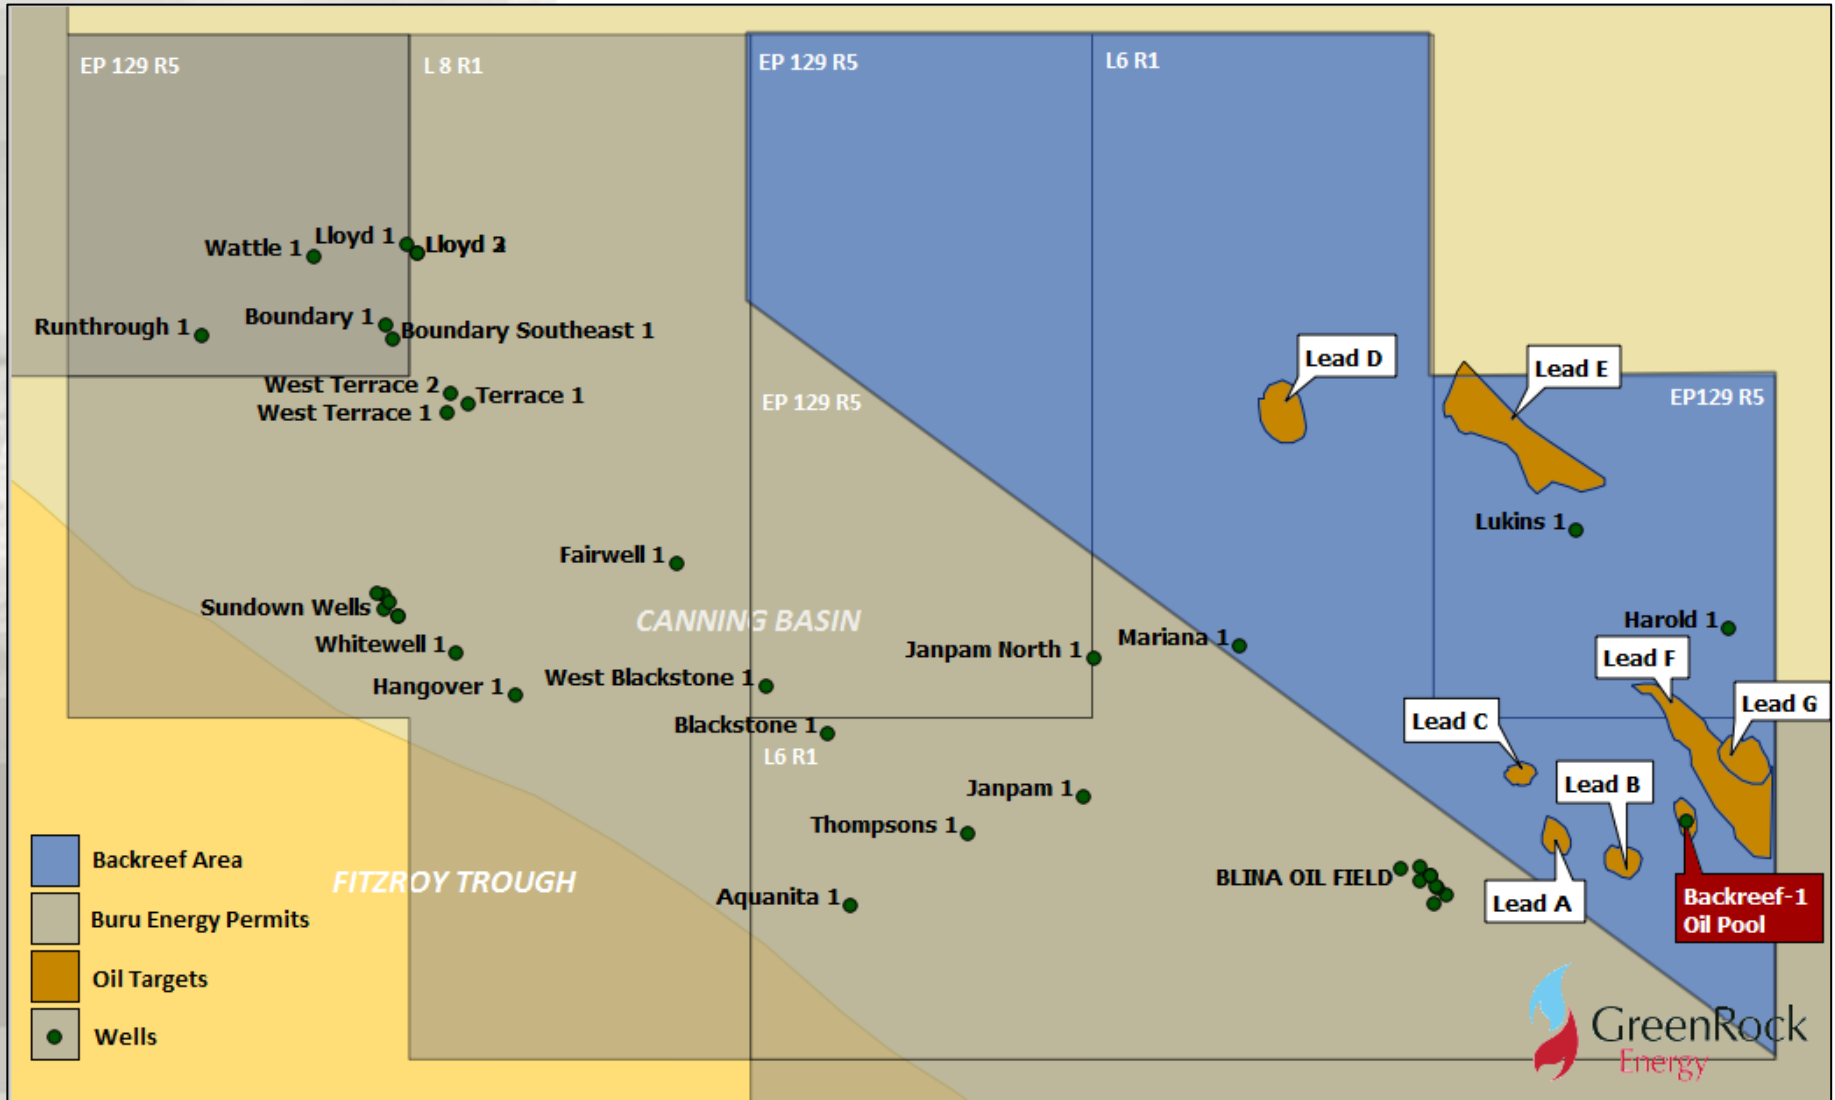 EP 129 R5
L 8 R1
EP 129 R5
L6 R1
Wattle 1
Lloyd 1
Lloyd
Runthrough 1
Boundary 1
Boundary Southeast 1
West Terrace 2
Terrace 1
West Terrace 1
EP 129 R5
Lead D
Lead E
EP129 R5
Lukins 1
Fairwell 1
Sundown Wells
CANNING BASIN
Harold 1
Whitewell 1
Janpam North 1
Mariana 1
Lead F
Hangover 1
West Blackstone 1
Lead G
Blackstone 1
Lead C
L6 R1
Janpam 1
Lead B
Thompsons 1
Backreef Area
FITZROY TROUGH
BLINA OIL FIELD
Aquanita 1
Lead A
Backreef-1
Oil Pool
Buru Energy Permits
Oil Targets
Wells
GreenRock
Energy